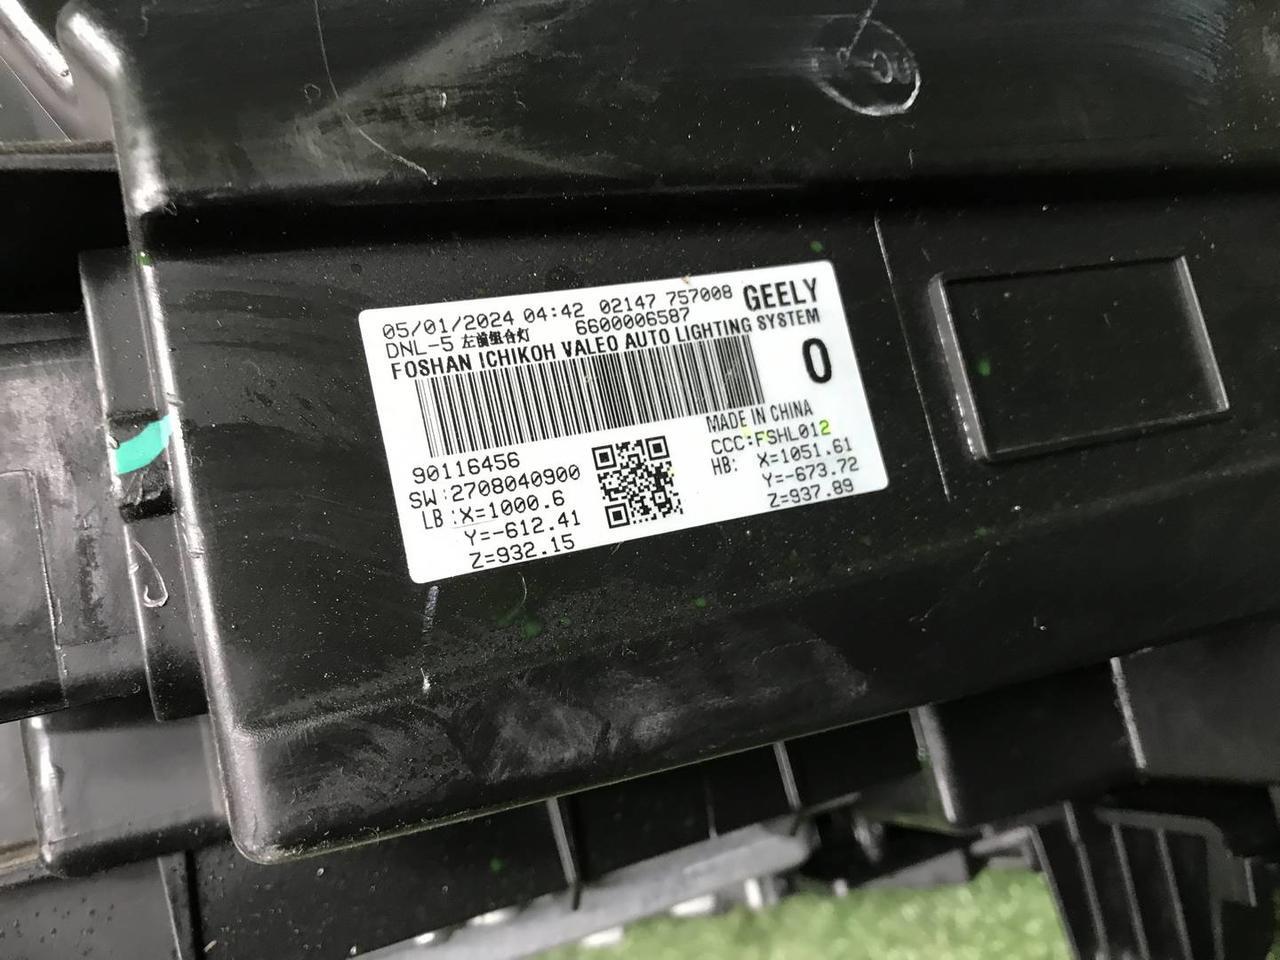 05/01/2024 04:42 02147 757008 GEELY
DNL-5 左前组合灯 6600006587
FOSHAN ICHIKOH VALEO AUTO LIGHTING SYSTEM
0
MADE IN CHINA
CCC:FSHL012
HB: X=1051.61
Y=-673.72
Z=937.89
90116456
SW:2708040900
LB:X=1000.6
Y=-612.41
Z=932.15